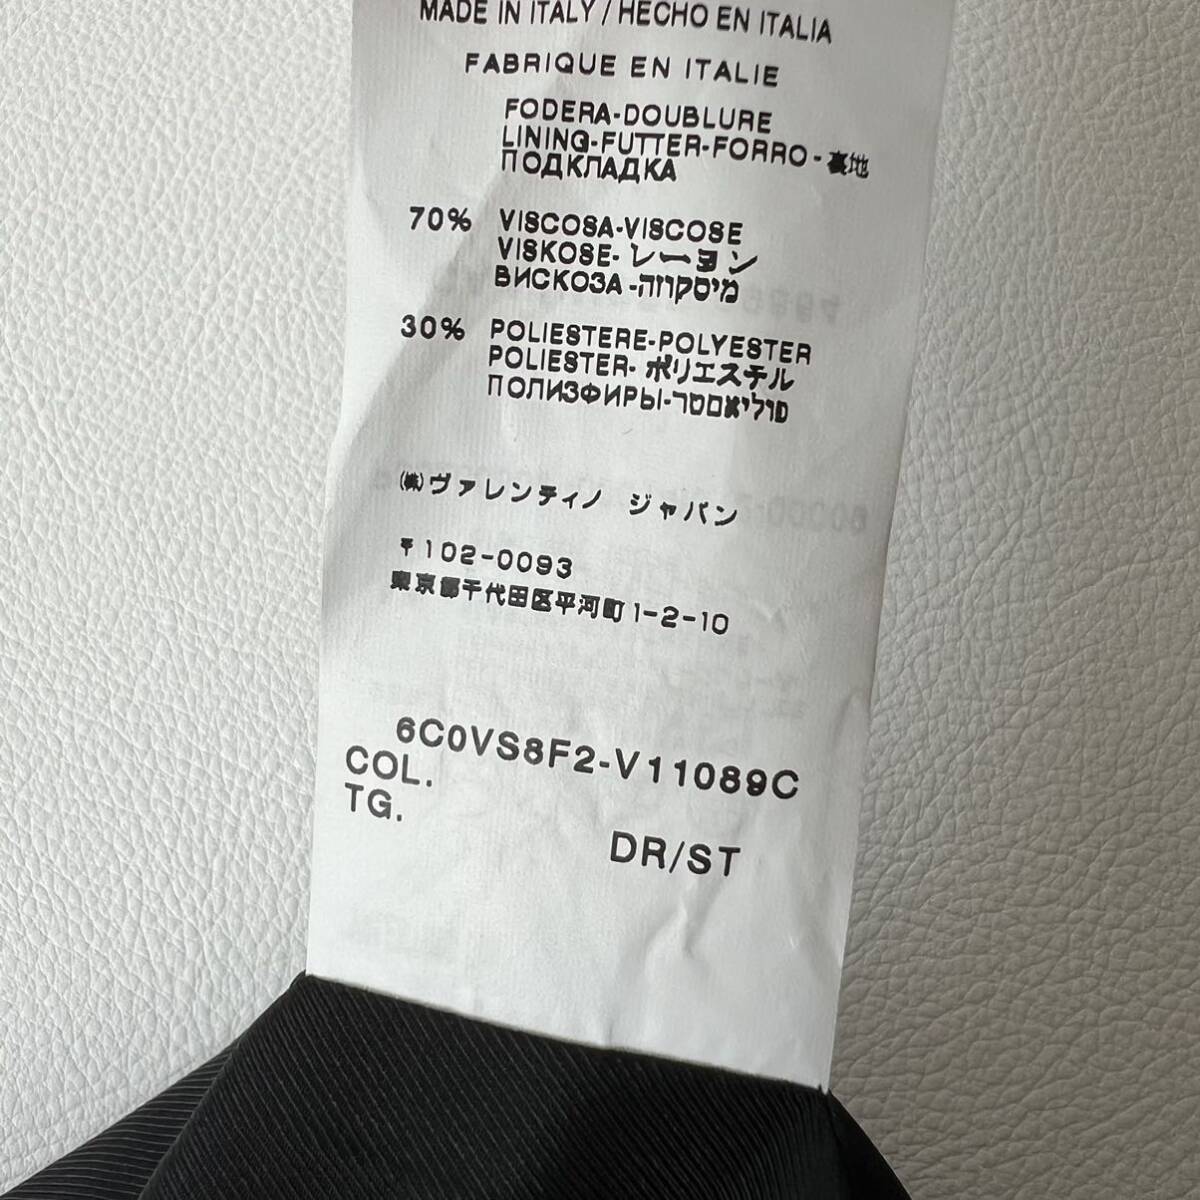 MADE IN ITALY / HECHO EN ITALIA
FABRIQUE EN ITALIE
FODERA-DOUBLURE
LINING-FUTTER-FORRO-裏地
ПОДКЛАДКА
70% VISCOSA-VISCOSE
VISKOSE-レーヨン
ВИСКОЗА-מיסקוזה
30% POLIESTERE-POLYESTER
POLIESTER-ポリエステル
ПОЛИЗФИРЫ-פוליאסטר
㈱ヴァレンティノ ジャパン
〒102-0093
東京都千代田区平河町1-2-10
6C0VS8F2-V11089C
COL.
TG.
DR/ST